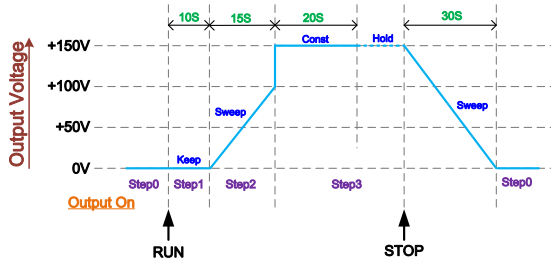 10S 15S 20S 30S
Output Voltage
+150V
Const Hold
+100V
Sweep
Sweep
+50V
Keep
0V
Step0 Step1 Step2 Step3 Step0
Output On
RUN STOP